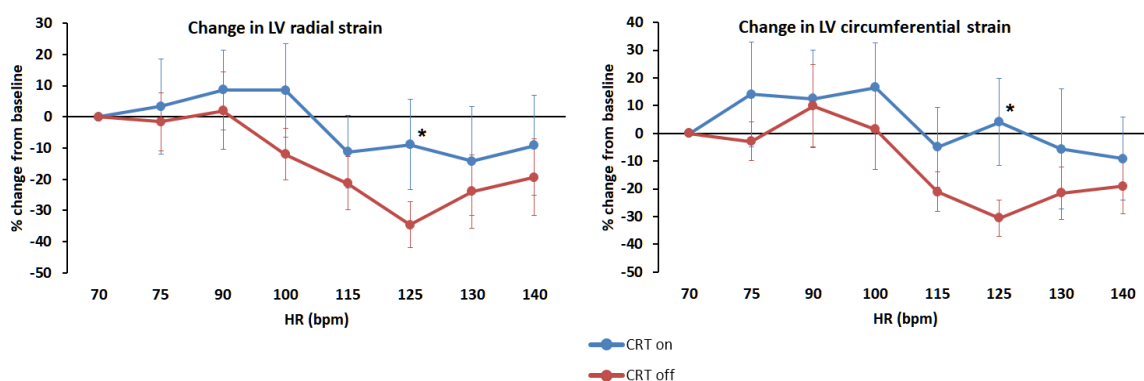 Change in LV radial strain
% change from baseline
30
20
10
0
-10
-20
-30
-40
-50
*
70 75 90 100 115 125 130 140
HR (bpm)
Change in LV circumferential strain
% change from baseline
40
30
20
10
0
-10
-20
-30
-40
-50
*
70 75 90 100 115 125 130 140
HR (bpm)
CRT on
CRT off